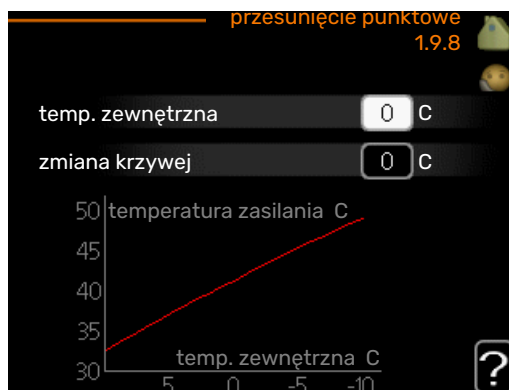 przesunięcie punktowe
1.9.8
temp. zewnętrzna 0 C
zmiana krzywej 0 C
temperatura zasilania C
50
45
40
35
30
temp. zewnętrzna C
5 0 -5 -10
?